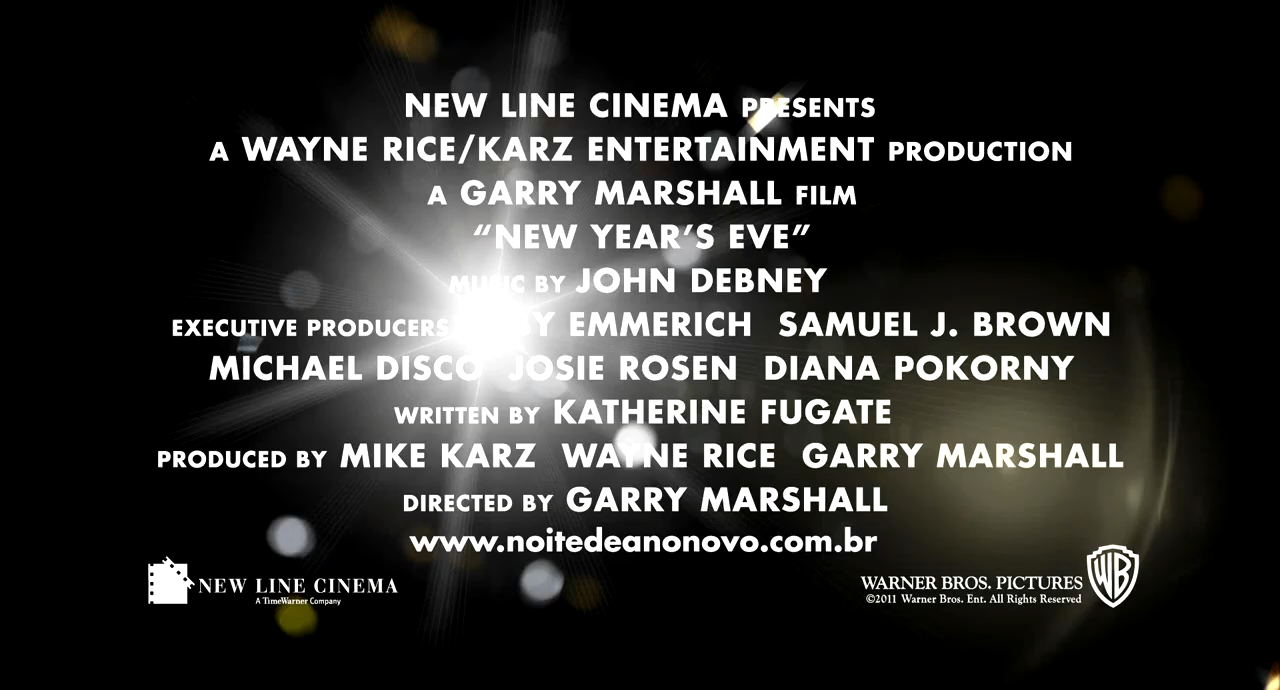 NEW LINE CINEMA PRESENTS
A WAYNE RICE/KARZ ENTERTAINMENT PRODUCTION
A GARRY MARSHALL FILM
“NEW YEAR’S EVE”
MUSIC BY JOHN DEBNEY
EXECUTIVE PRODUCERS EMMERICH SAMUEL J. BROWN
MICHAEL DISCO JOSIE ROSEN DIANA POKORNY
WRITTEN BY KATHERINE FUGATE
PRODUCED BY MIKE KARZ WAYNE RICE GARRY MARSHALL
DIRECTED BY GARRY MARSHALL
www.noitedeanonovo.com.br
NEW LINE CINEMA
A TimeWarner Company
WARNER BROS. PICTURES
©2011 Warner Bros. Ent. All Rights Reserved
WB